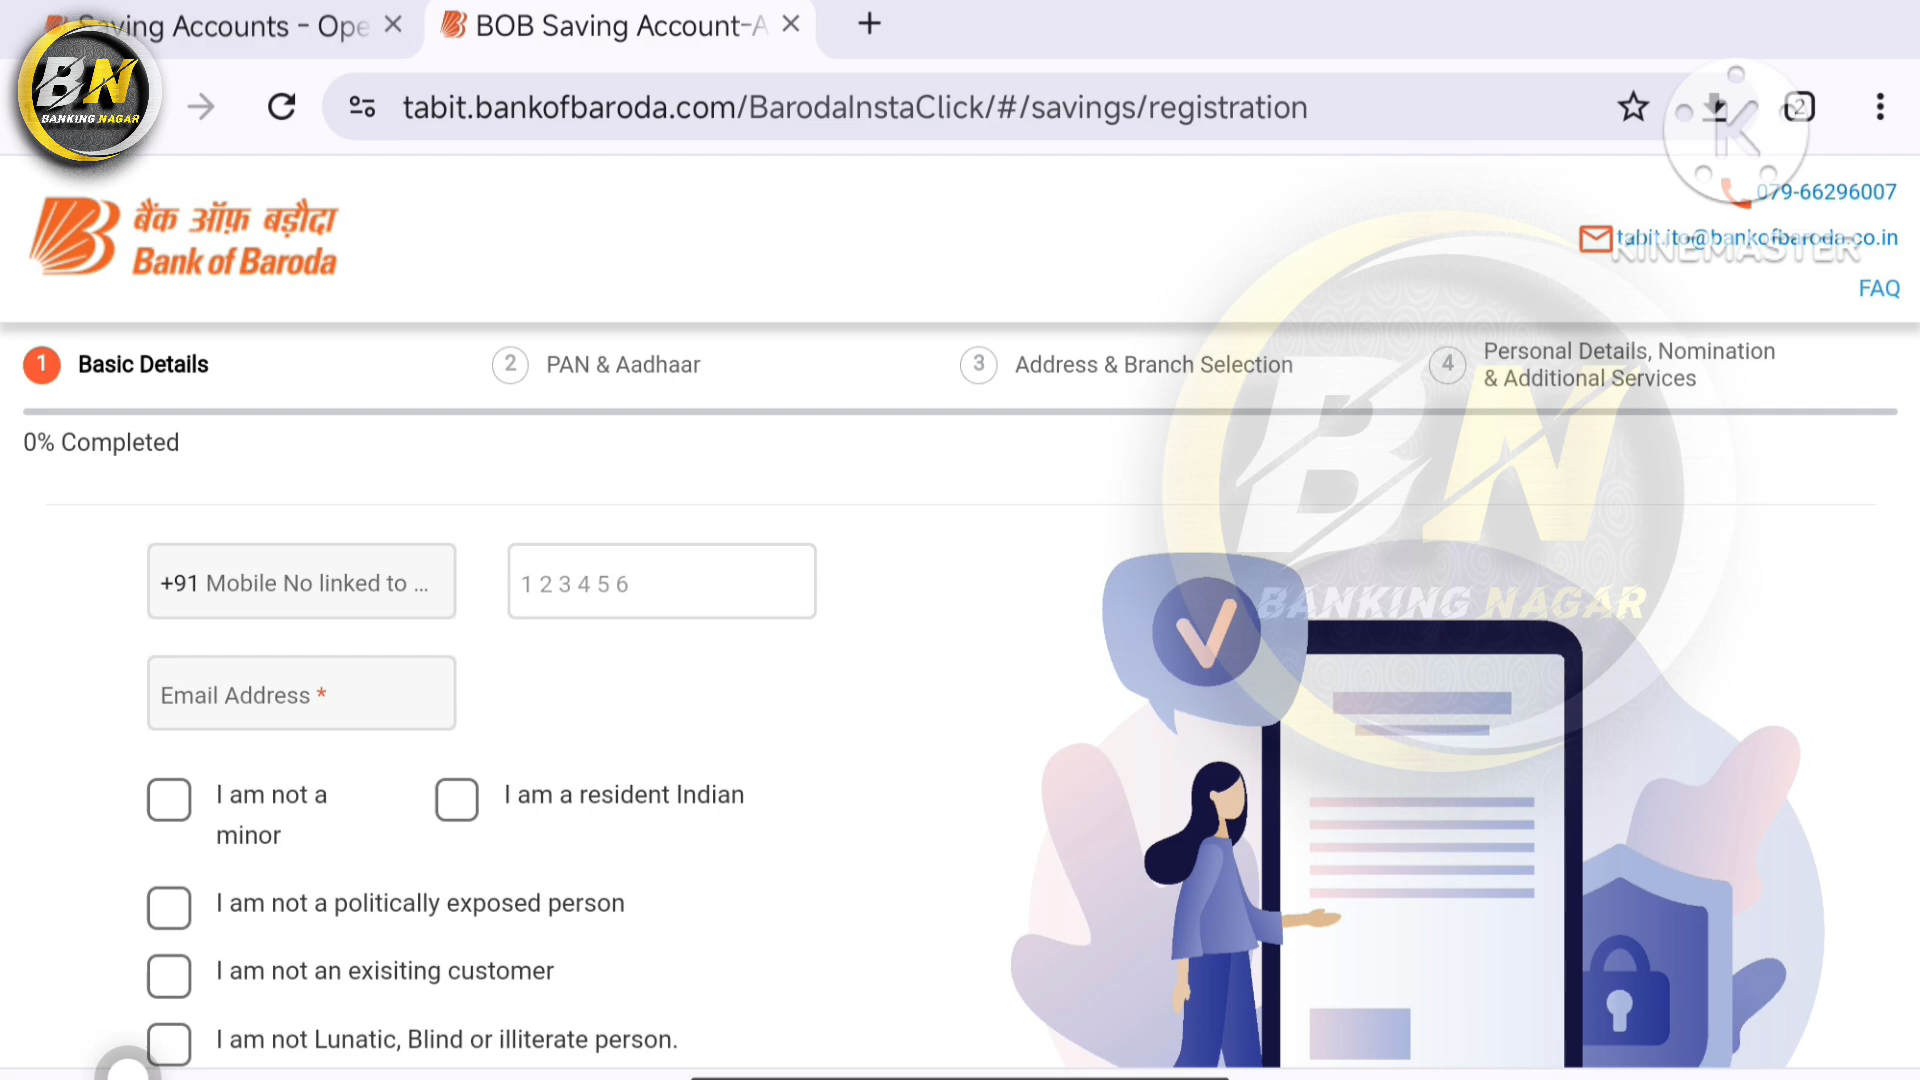 Saving Accounts - Ope
BOB Saving Account-A
BN
BANKING NAGAR
tabit.bankofbaroda.com/BarodaInstaClick/#/savings/registration
2
K
KINEMASTER
बैंक ऑफ़ बड़ौदा
Bank of Baroda
079-66296007
tabit.ito@bankofbaroda.co.in
FAQ
1 Basic Details
2 PAN & Aadhaar
3 Address & Branch Selection
4 Personal Details, Nomination
& Additional Services
0% Completed
BN
BANKING NAGAR
+91 Mobile No linked to ...
1 2 3 4 5 6
Email Address *
I am not a
minor
I am a resident Indian
I am not a politically exposed person
I am not an exisiting customer
I am not Lunatic, Blind or illiterate person.